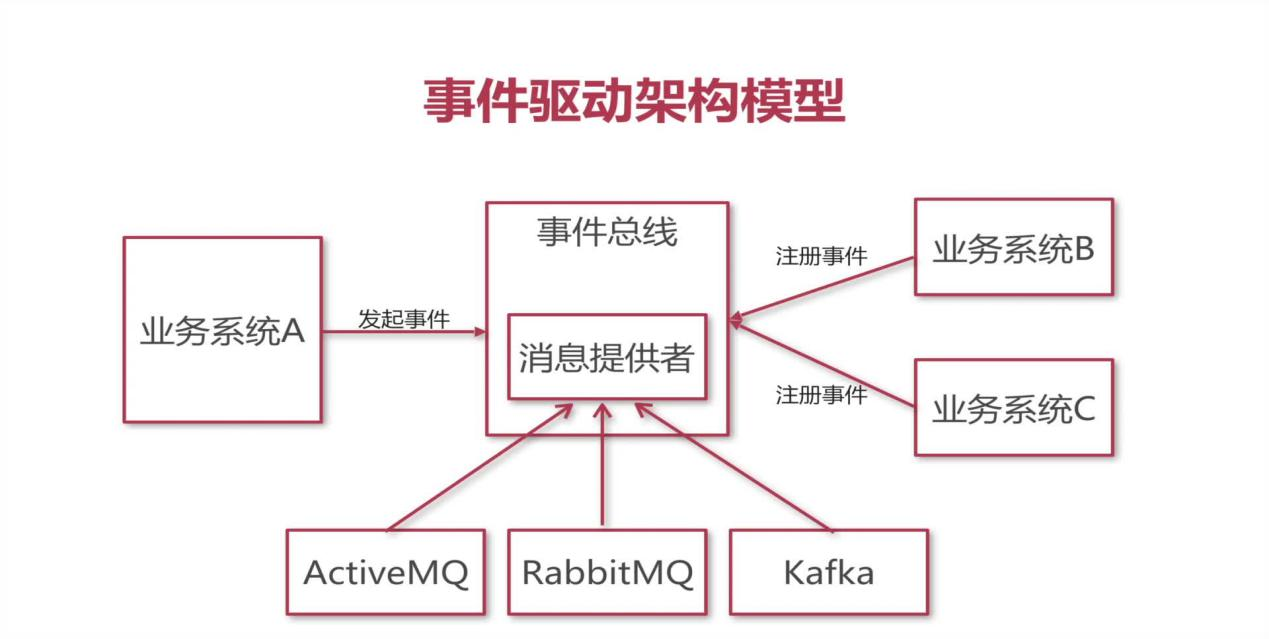 事件驱动架构模型
业务系统A
发起事件
事件总线
消息提供者
注册事件
业务系统B
注册事件
业务系统C
ActiveMQ
RabbitMQ
Kafka